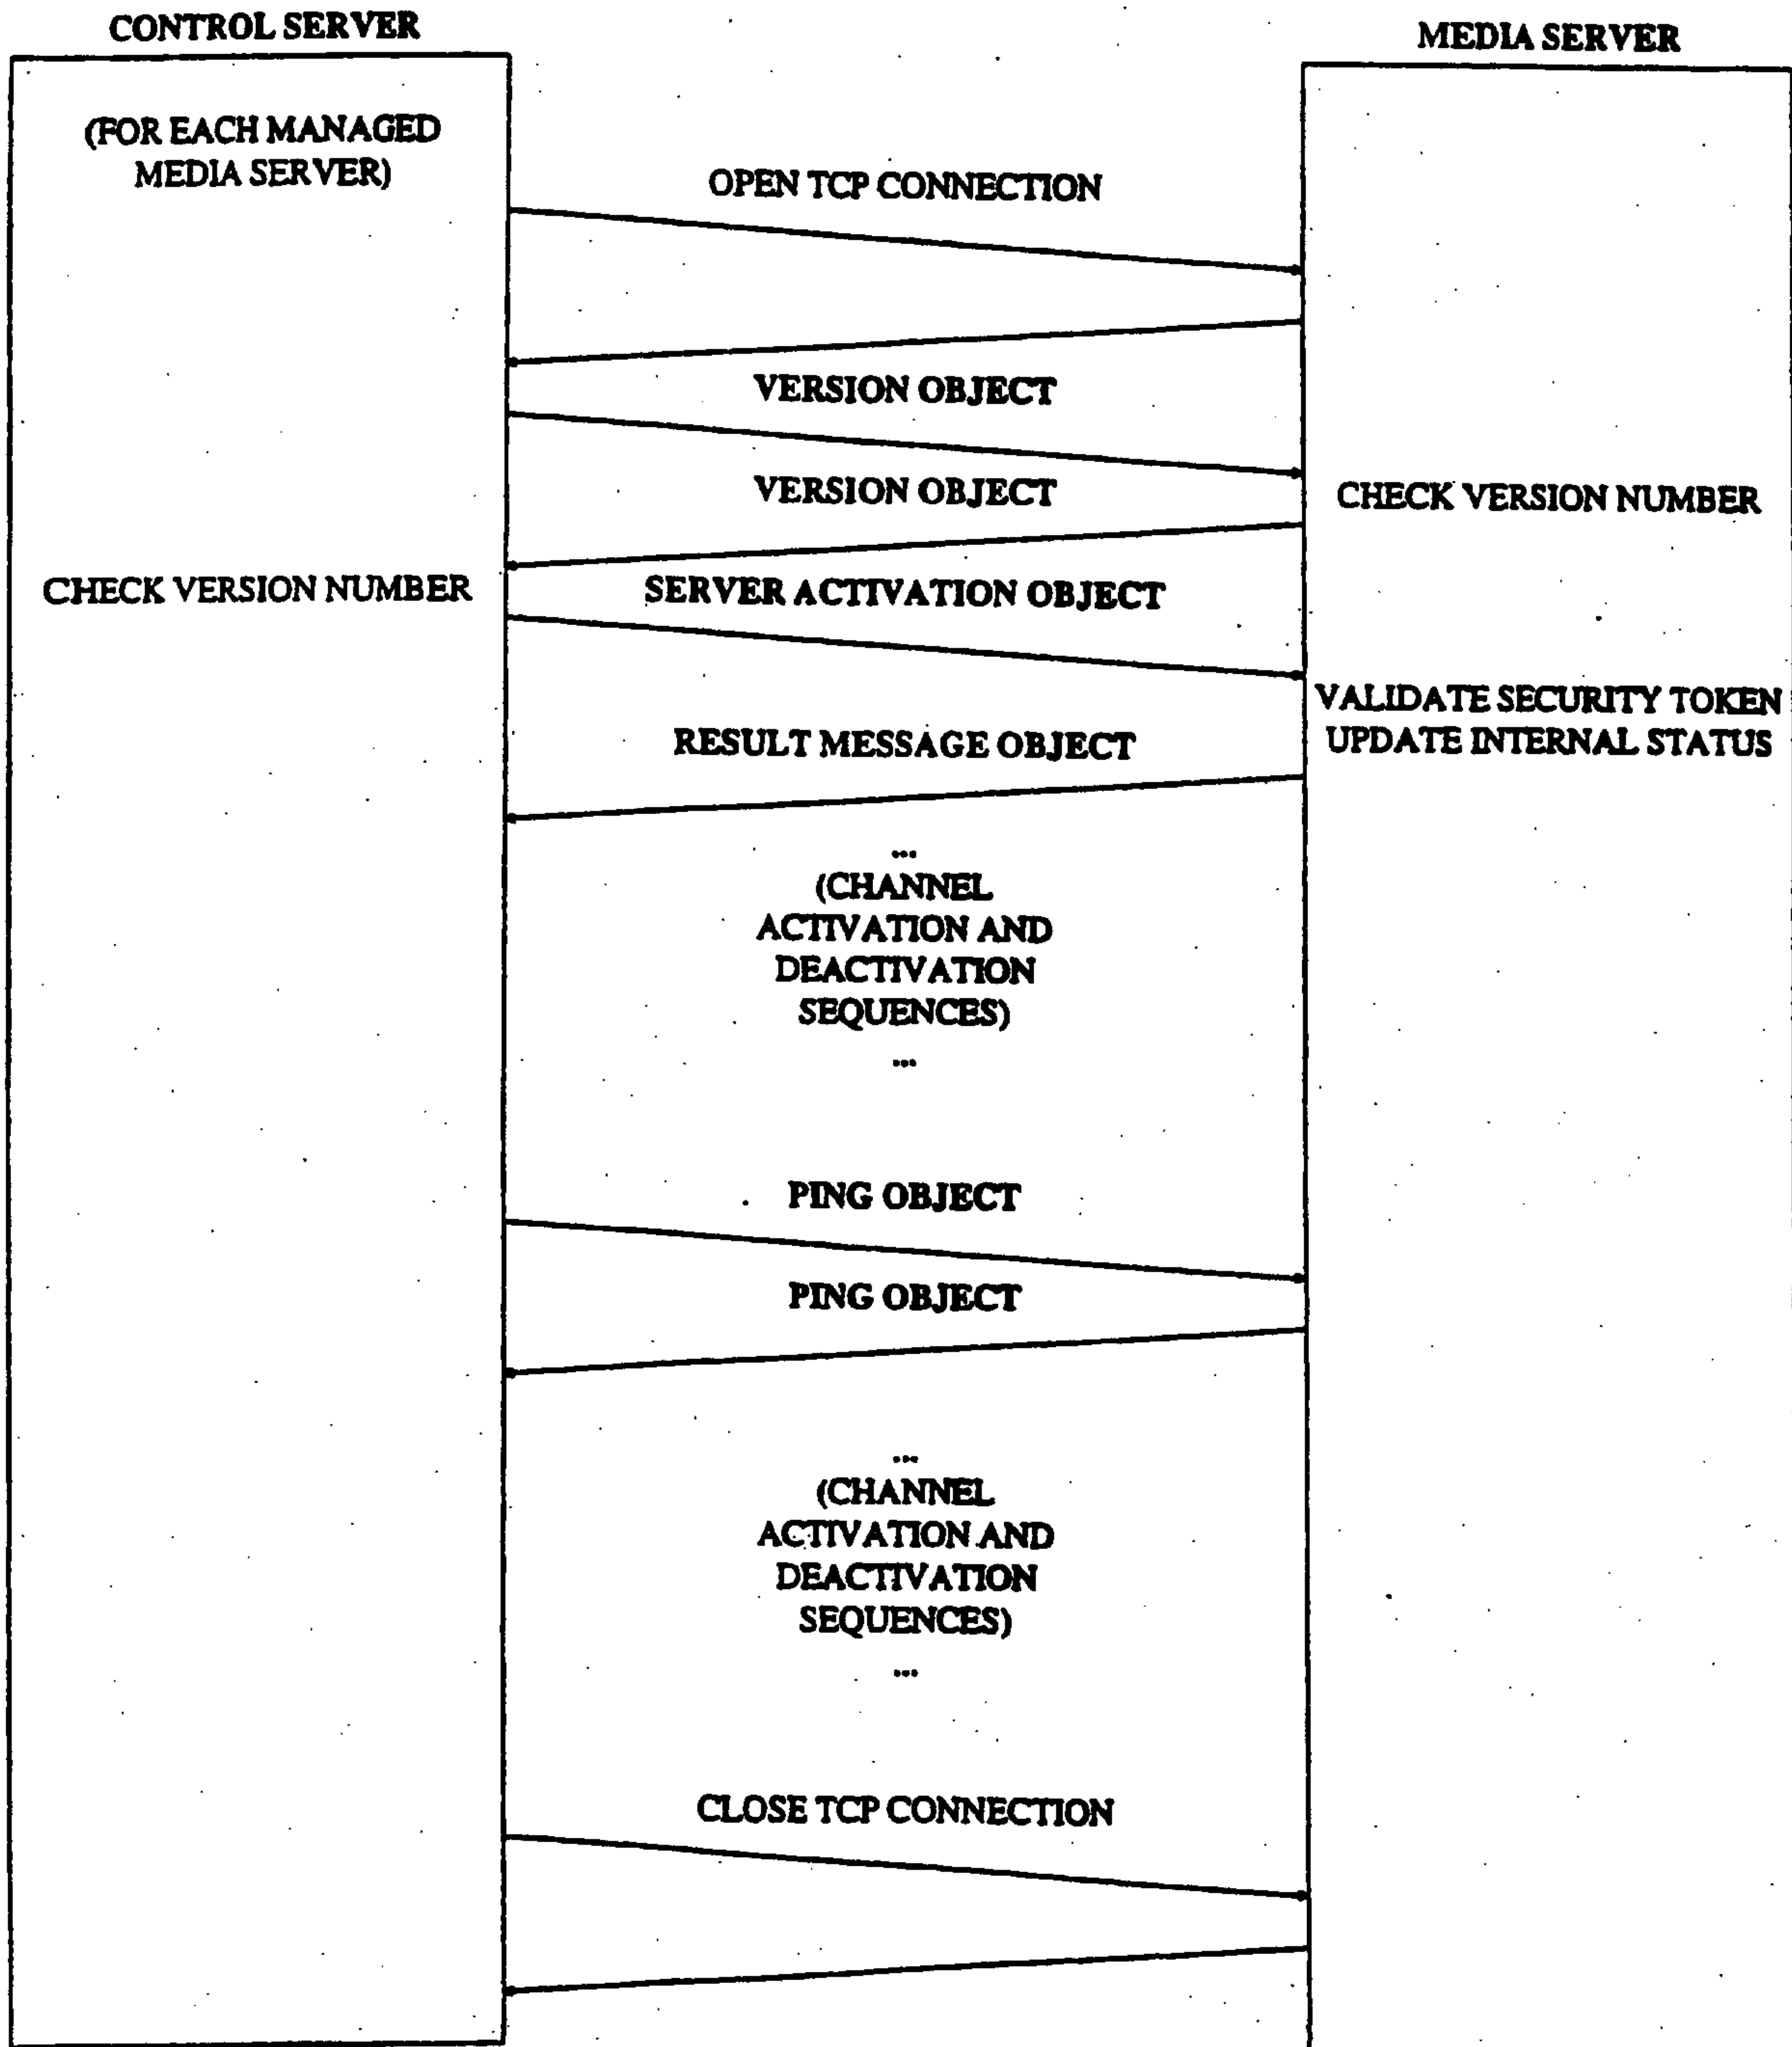 CONTROL SERVER
MEDIA SERVER
(FOR EACH MANAGED
MEDIA SERVER)
OPEN TCP CONNECTION
VERSION OBJECT
VERSION OBJECT
CHECK VERSION NUMBER
CHECK VERSION NUMBER
SERVER ACTIVATION OBJECT
VALIDATE SECURITY TOKEN
UPDATE INTERNAL STATUS
RESULT MESSAGE OBJECT
...
(CHANNEL
ACTIVATION AND
DEACTIVATION
SEQUENCES)
...
PING OBJECT
PING OBJECT
...
(CHANNEL
ACTIVATION AND
DEACTIVATION
SEQUENCES)
...
CLOSE TCP CONNECTION